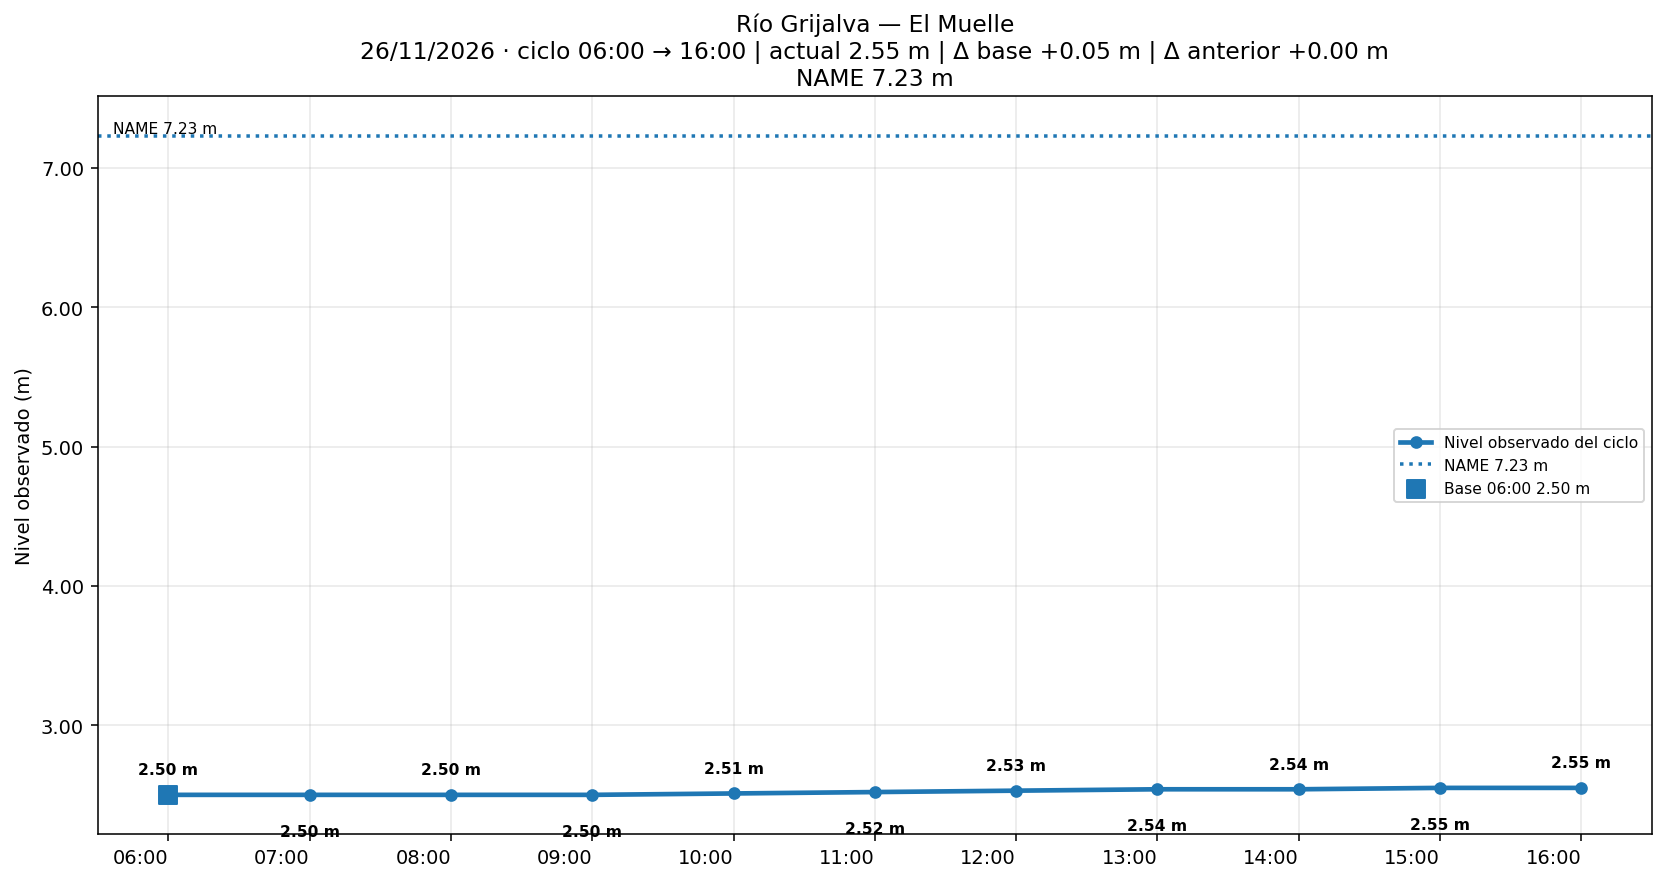 Río Grijalva — El Muelle
26/11/2026 · ciclo 06:00 → 16:00 | actual 2.55 m | Δ base +0.05 m | Δ anterior +0.00 m
NAME 7.23 m
NAME 7.23 m
7.00
6.00
5.00
4.00
3.00
Nivel observado (m)
Nivel observado del ciclo
NAME 7.23 m
Base 06:00 2.50 m
2.50 m
2.50 m
2.50 m
2.50 m
2.51 m
2.52 m
2.53 m
2.54 m
2.54 m
2.55 m
2.55 m
06:00
07:00
08:00
09:00
10:00
11:00
12:00
13:00
14:00
15:00
16:00